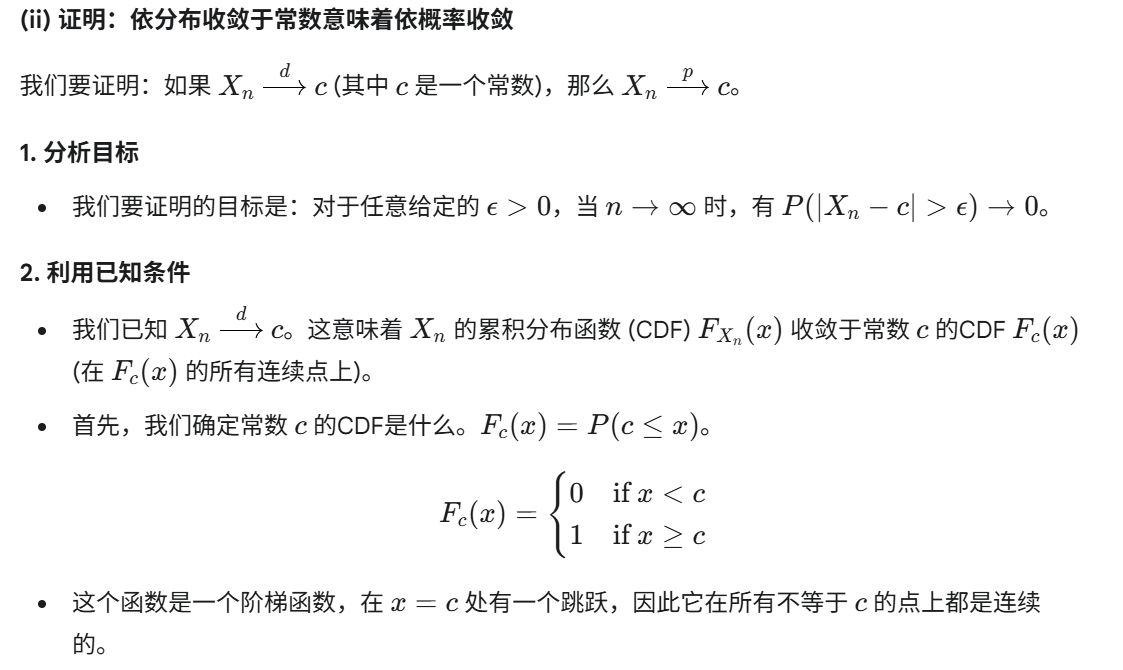 (ii) 证明：依分布收敛于常数意味着依概率收敛
我们要证明：如果 $X_n \xrightarrow{d} c$ (其中 $c$ 是一个常数)，那么 $X_n \xrightarrow{p} c$。
1. 分析目标
• 我们要证明的目标是：对于任意给定的 $\epsilon > 0$，当 $n \to \infty$ 时，有 $P(|X_n - c| > \epsilon) \to 0$。
2. 利用已知条件
• 我们已知 $X_n \xrightarrow{d} c$。这意味着 $X_n$ 的累积分布函数 (CDF) $F_{X_n}(x)$ 收敛于常数 $c$ 的CDF $F_c(x)$
(在 $F_c(x)$ 的所有连续点上)。
• 首先，我们确定常数 $c$ 的CDF是什么。$F_c(x) = P(c \leq x)$。
$F_c(x) = \begin{cases} 0 & \text{if } x < c \\ 1 & \text{if } x \geq c \end{cases}$
• 这个函数是一个阶梯函数，在 $x = c$ 处有一个跳跃，因此它在所有不等于 $c$ 的点上都是连续
的。